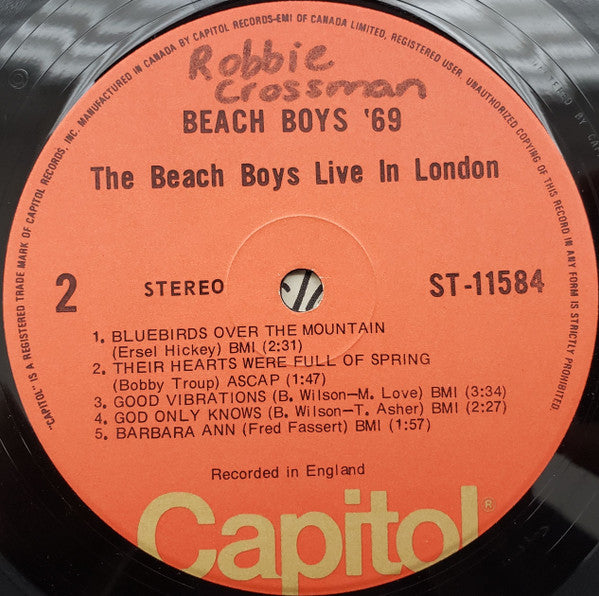 "CAPITOL" IS A REGISTERED TRADE MARK OF CAPITOL RECORDS, INC. MANUFACTURED IN CANADA BY CAPITOL RECORDS-EMI OF CANADA LIMITED, REGISTERED USER. UNAUTHORIZED COPYING OF THIS RECORD IN ANY FORM IS STRICTLY PROHIBITED.
Robbie
Crossman
BEACH BOYS '69
The Beach Boys Live In London
2 STEREO ST-11584
1. BLUEBIRDS OVER THE MOUNTAIN
(Ersel Hickey) BMI (2:31)
2. THEIR HEARTS WERE FULL OF SPRING
(Bobby Troup) ASCAP (1:47)
3. GOOD VIBRATIONS (B. Wilson—M. Love) BMI (3:34)
4. GOD ONLY KNOWS (B. Wilson—T. Asher) BMI (2:27)
5. BARBARA ANN (Fred Fassert) BMI (1:57)
Recorded in England
Capitol®